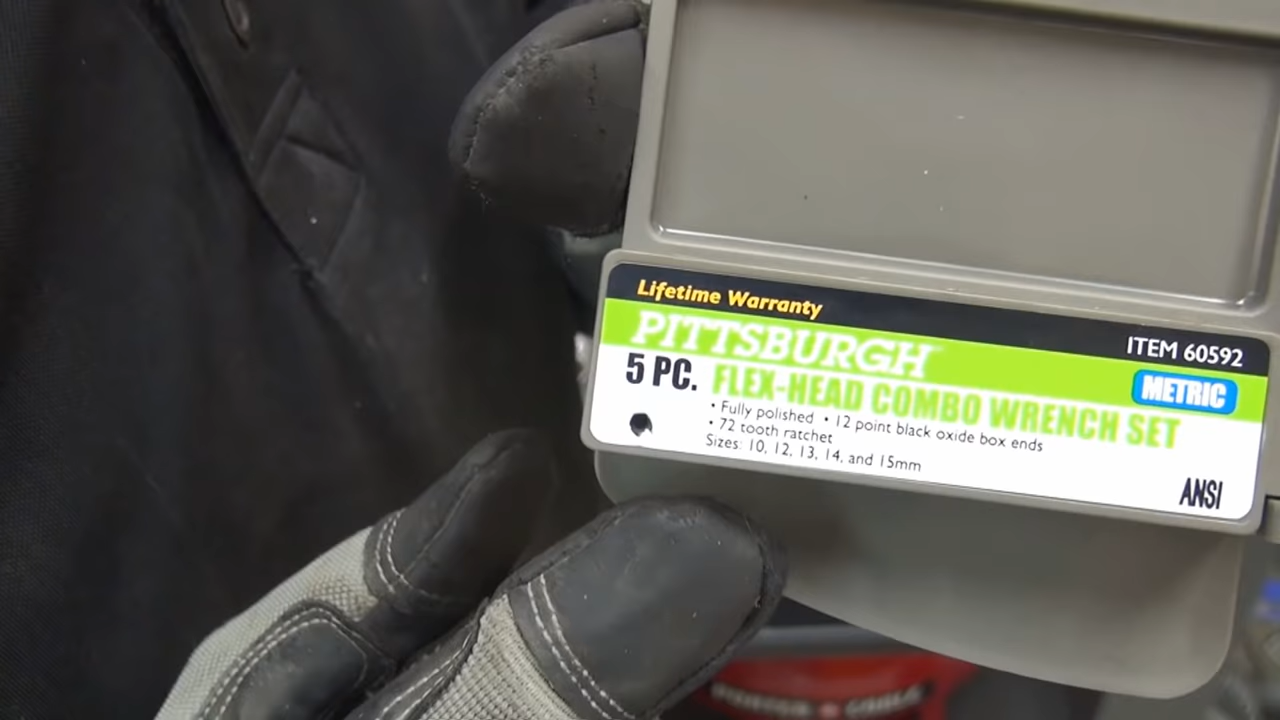 Lifetime Warranty
PITTSBURGH
ITEM 60592
5 PC. FLEX-HEAD COMBO WRENCH SET
METRIC
• Fully polished • 12 point black oxide box ends
• 72 tooth ratchet
Sizes: 10, 12, 13, 14, and 15mm
ANSI